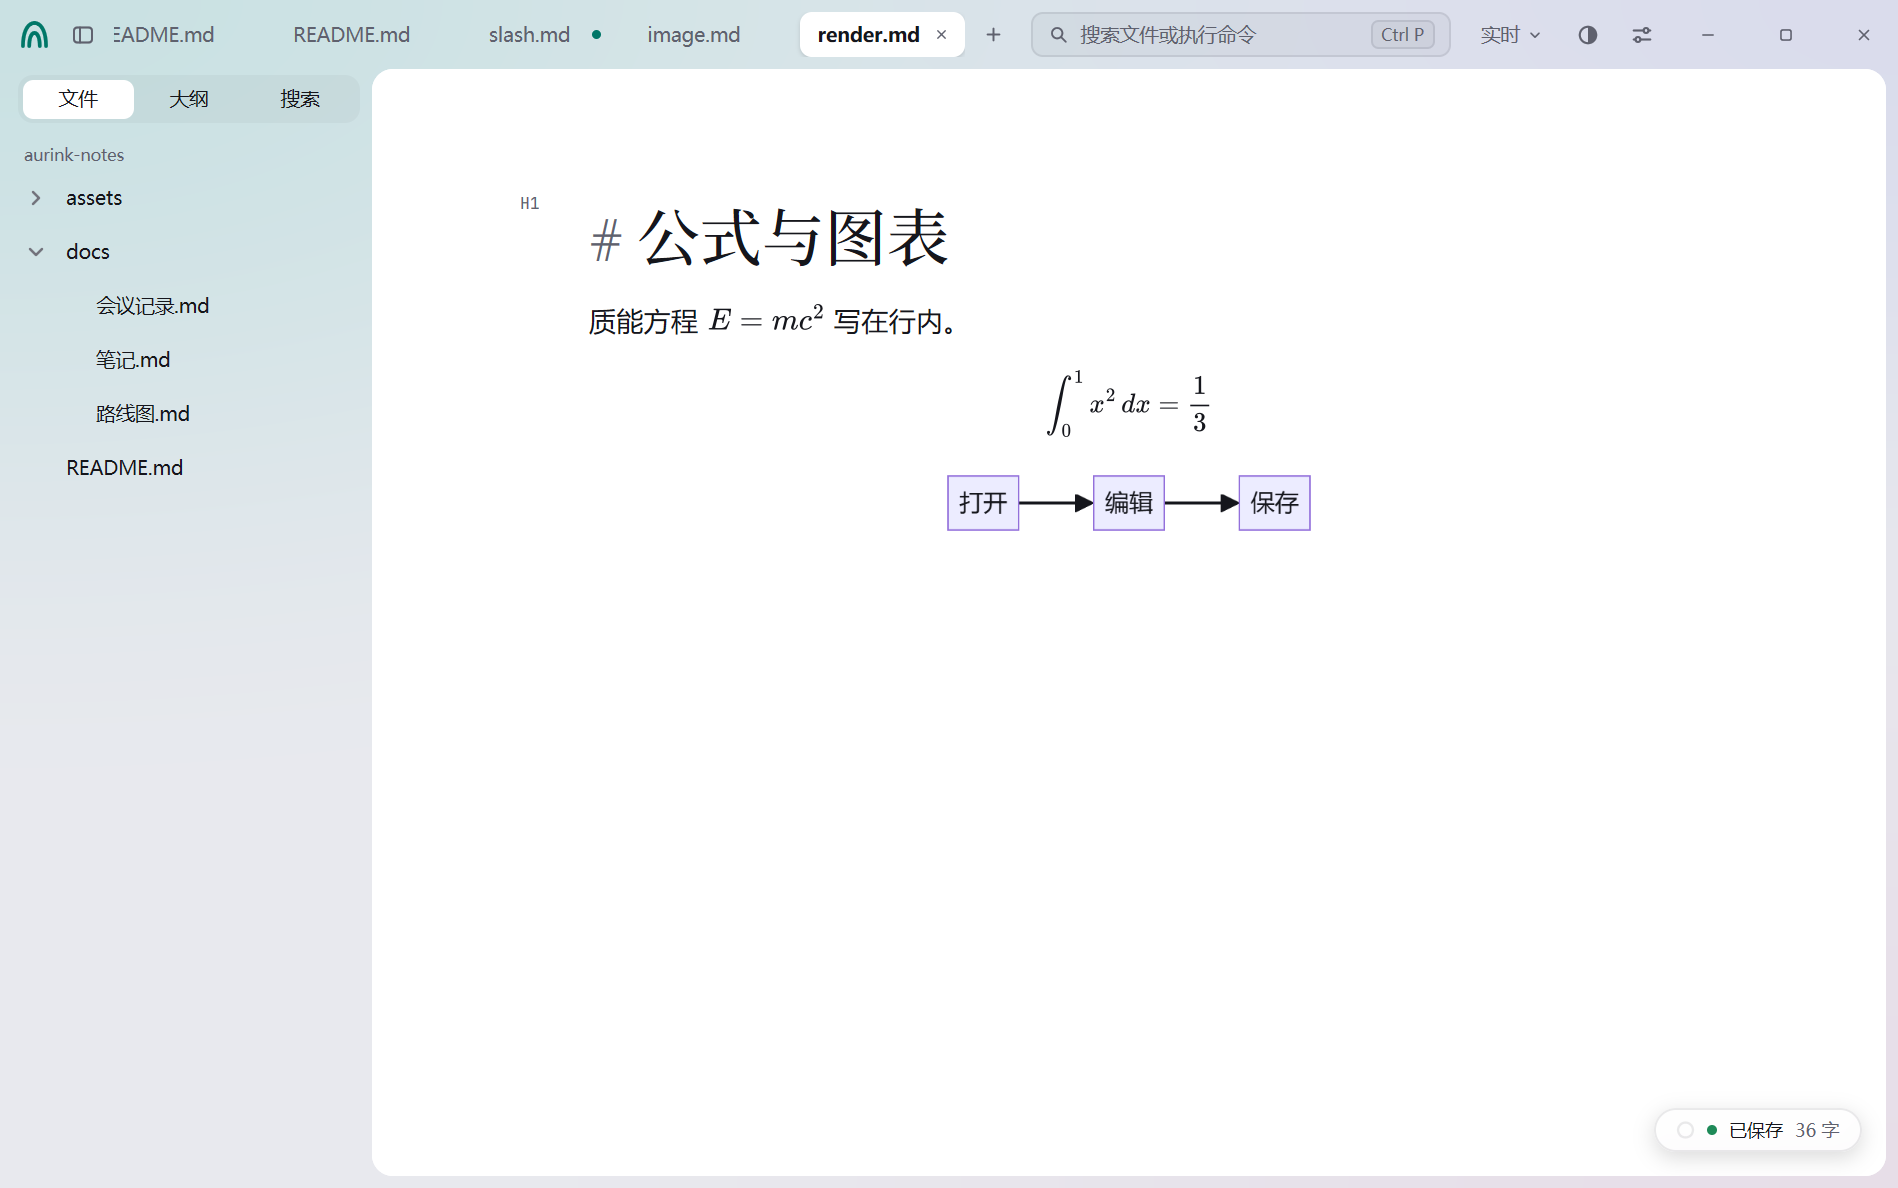 EADME.md README.md slash.md image.md render.md 搜索文件或执行命令 Ctrl P 实时
文件 大纲 搜索
aurink-notes
assets
docs
会议记录.md
笔记.md
路线图.md
README.md
H1
# 公式与图表
质能方程 E = mc² 写在行内。
∫₀¹ x² dx = 1/3
打开 编辑 保存
已保存 36 字